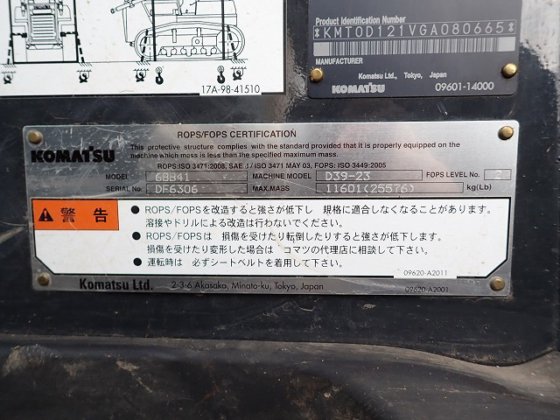 17A-98-41510
Product Identification Number
*KMT0D121VGA080665*
MANUFACTURER
Komatsu Ltd., Tokyo, Japan
KOMATSU 09601-14000
ROPS/FOPS CERTIFICATION
This protective structure complies with the standard provided that it is properly equipped on the
machine which mass is less than the specified maximum mass.
KOMATSU
ROPS:ISO 3471:2008, SAE J/ISO 3471 MAY 03, FOPS: ISO 3449:2005
MODEL 6BB41 MACHINE MODEL D39-23 FOPS LEVEL NO. 2
SERIAL NO. DF6306 MAX.MASS 11601(25576) kg(Lb)
警告
● ROPS/FOPSを改造すると強さが低下し 規格に適合しなくなることがあります。
溶接やドリルによる改造は行わないでください。
● ROPS/FOPSは 損傷を受けたり転倒したりすると強さが低下します。
損傷を受けたり変形した場合は コマツの代理店に相談して下さい。
● 運転時は 必ずシートベルトを着用して下さい。
09620-A2011
Komatsu Ltd. 2-3-6 Akasaka, Minato-ku, Tokyo, Japan 09620-A2001